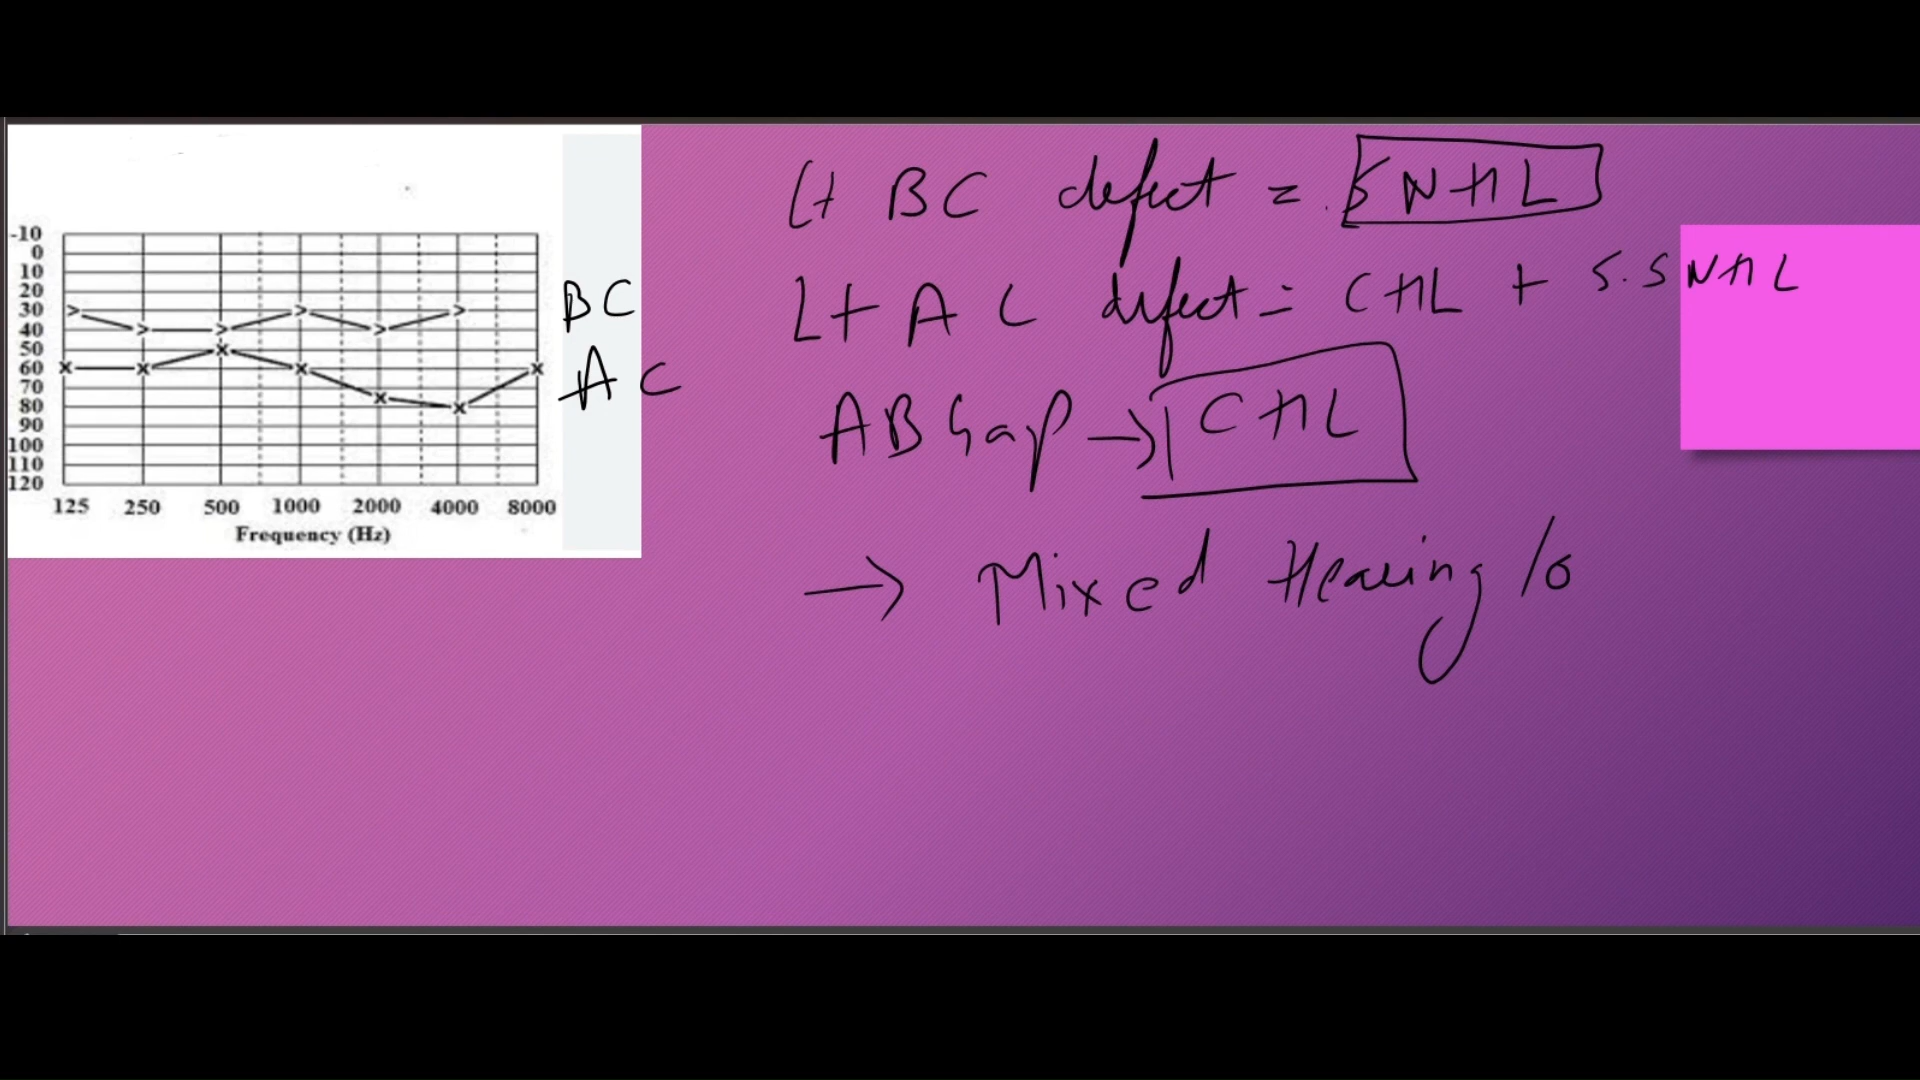 -10
0
10
20
30
40
50
60
70
80
90
100
110
120
125 250 500 1000 2000 4000 8000
Frequency (Hz)
BC
AC
Lt BC defect = SNHL
Lt AC defect = CHL + S.SNHL
AB Gap → CHL
→ Mixed Hearing lo